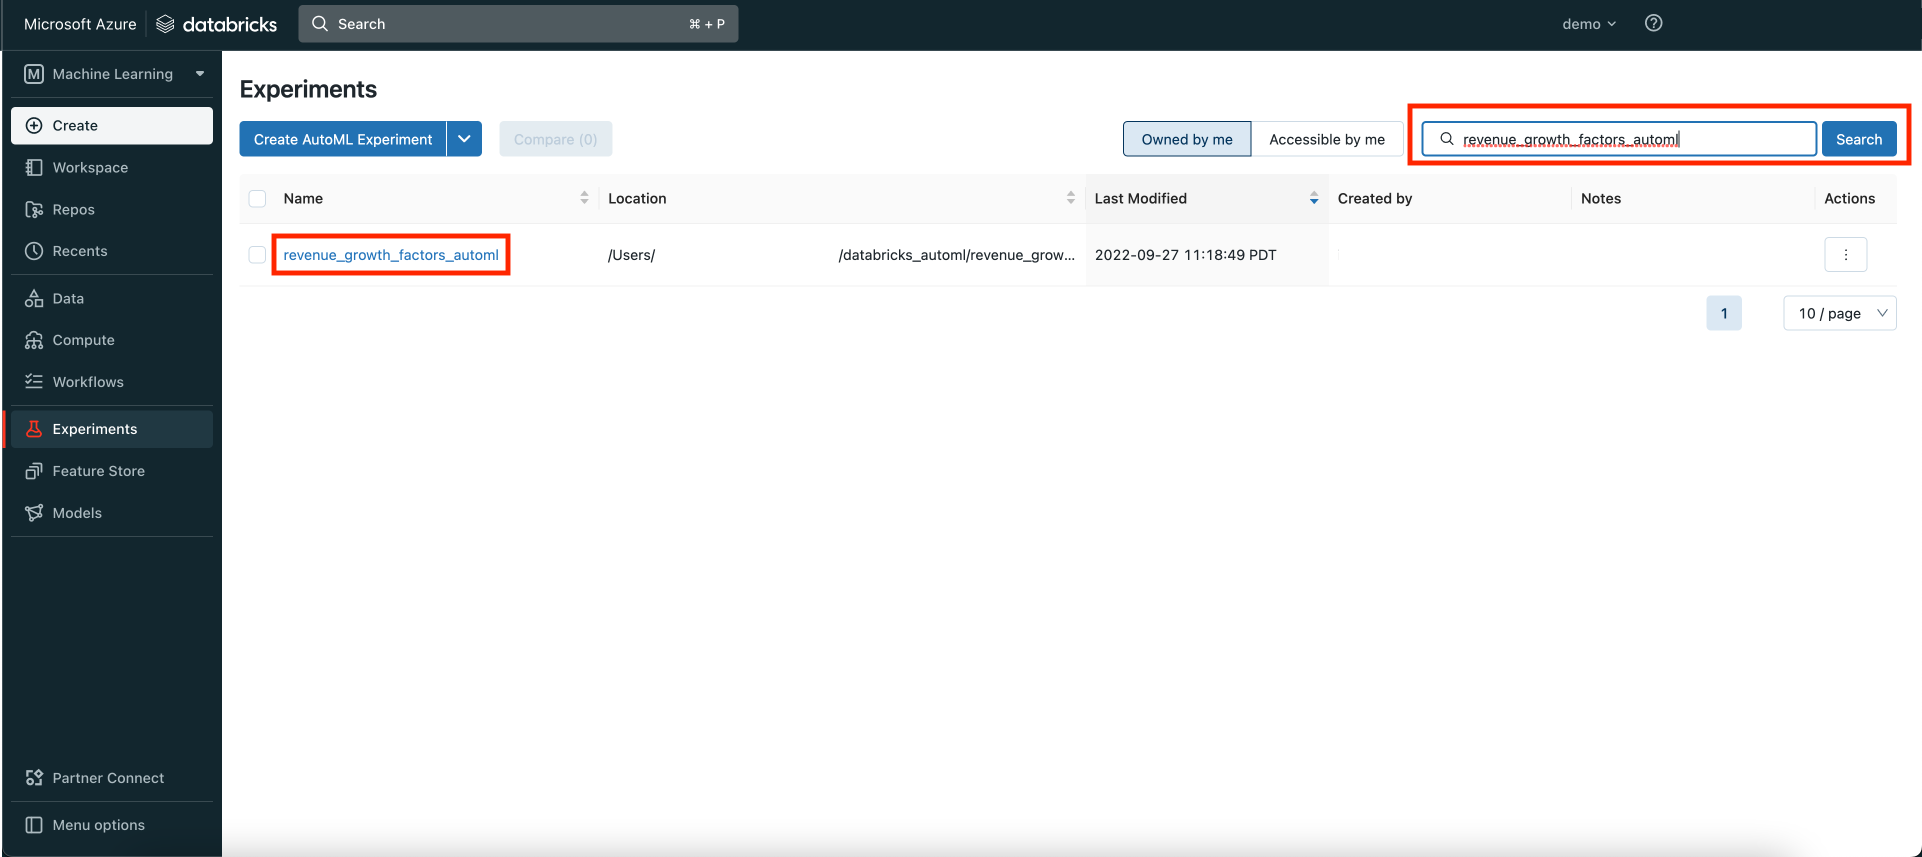 Microsoft Azure databricks Search ⌘ + P demo
Machine Learning
Create
Workspace
Repos
Recents
Data
Compute
Workflows
Experiments
Feature Store
Models
Partner Connect
Menu options
Experiments
Create AutoML Experiment Compare (0) Owned by me Accessible by me revenue_growth_factors_automl Search
Name Location Last Modified Created by Notes Actions
revenue_growth_factors_automl /Users/ /databricks_automl/revenue_grow... 2022-09-27 11:18:49 PDT
1 10 / page